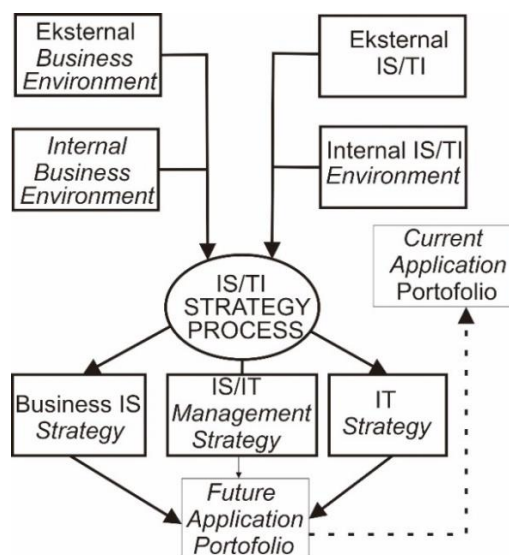 Eksternal
Business
Environment
Eksternal
IS/TI
Internal
Business
Environment
Internal IS/TI
Environment
Current
Application
Portofolio
IS/TI
STRATEGY
PROCESS
Business IS
Strategy
IS/IT
Management
Strategy
IT
Strategy
Future
Application
Portofolio